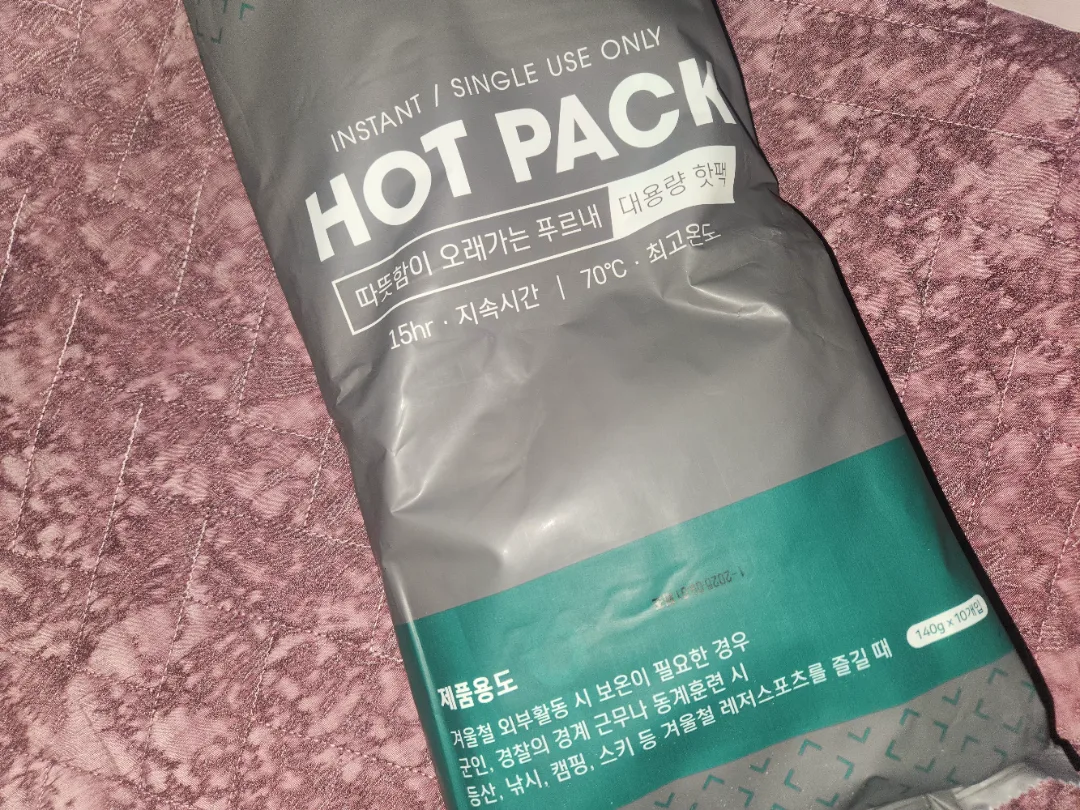 INSTANT / SINGLE USE ONLY
HOT PACK
따뜻함이 오래가는 푸르내 대용량 핫팩
15hr · 지속시간 | 70℃ · 최고온도
제품용도
겨울철 외부활동 시 보온이 필요한 경우
군인, 경찰의 경계 근무나 동계훈련 시
등산, 낚시, 캠핑, 스키 등 겨울철 레저스포츠를 즐길 때
140g x 10개입